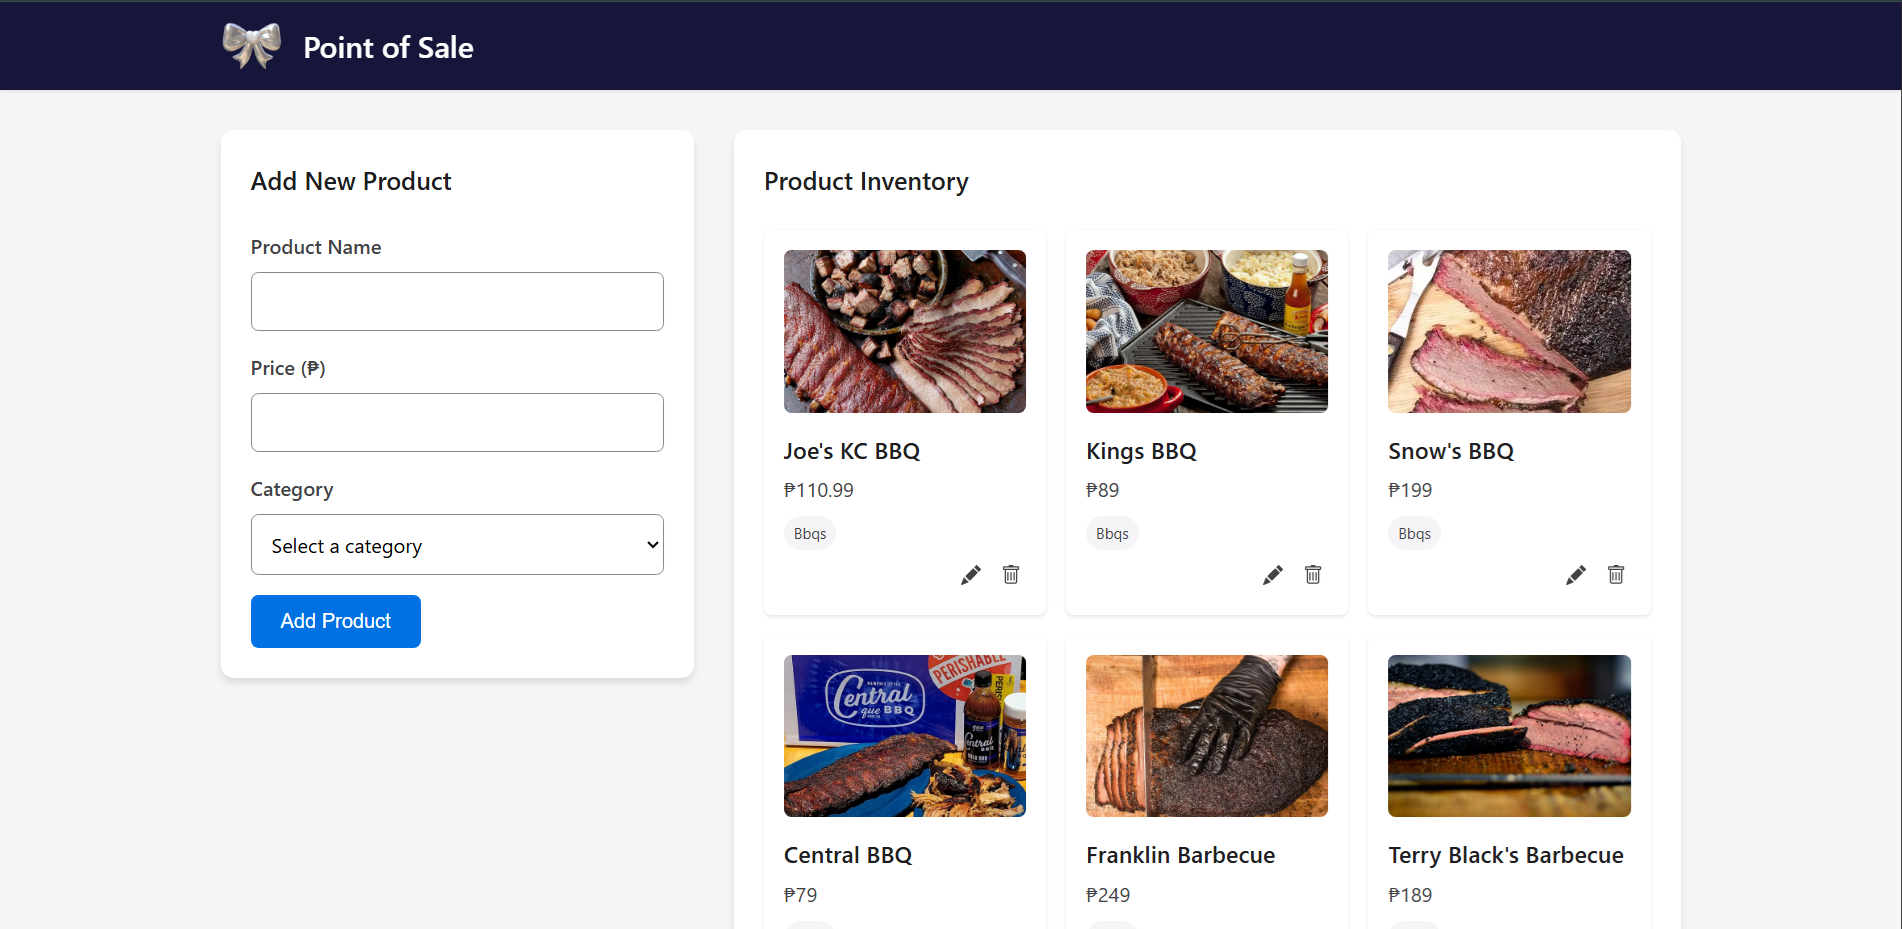 Point of Sale
Add New Product
Product Name
Price (₱)
Category
Select a category
Add Product
Product Inventory
Joe's KC BBQ
₱110.99
Bbqs
Kings BBQ
₱89
Bbqs
Snow's BBQ
₱199
Bbqs
PERISHABLE
Central
que BBQ
Central
Central BBQ
₱79
Franklin Barbecue
₱249
Terry Black's Barbecue
₱189